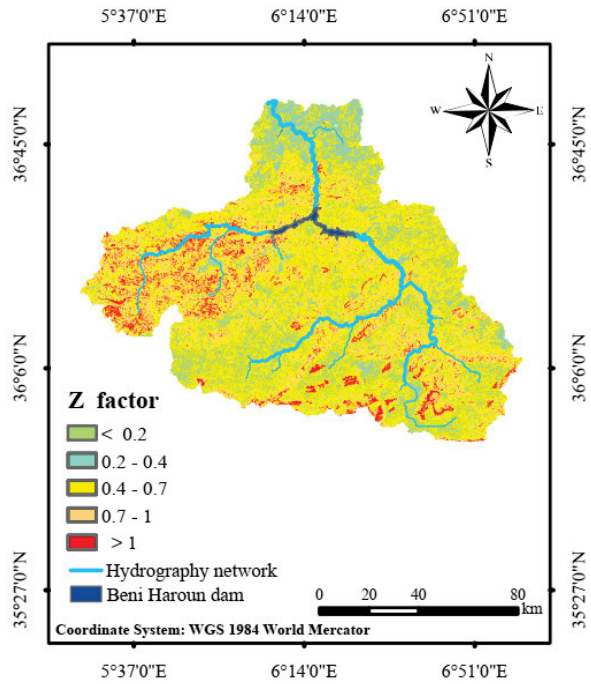 5°37'0"E 6°14'0"E 6°51'0"E
N
W E
S
36°45'0"N 36°45'0"N
36°6'0"N 36°6'0"N
35°27'0"N 35°27'0"N
Z factor
< 0.2
0.2 - 0.4
0.4 - 0.7
0.7 - 1
> 1
Hydrography network
Beni Haroun dam
0 20 40 80
km
Coordinate System: WGS 1984 World Mercator
5°37'0"E 6°14'0"E 6°51'0"E